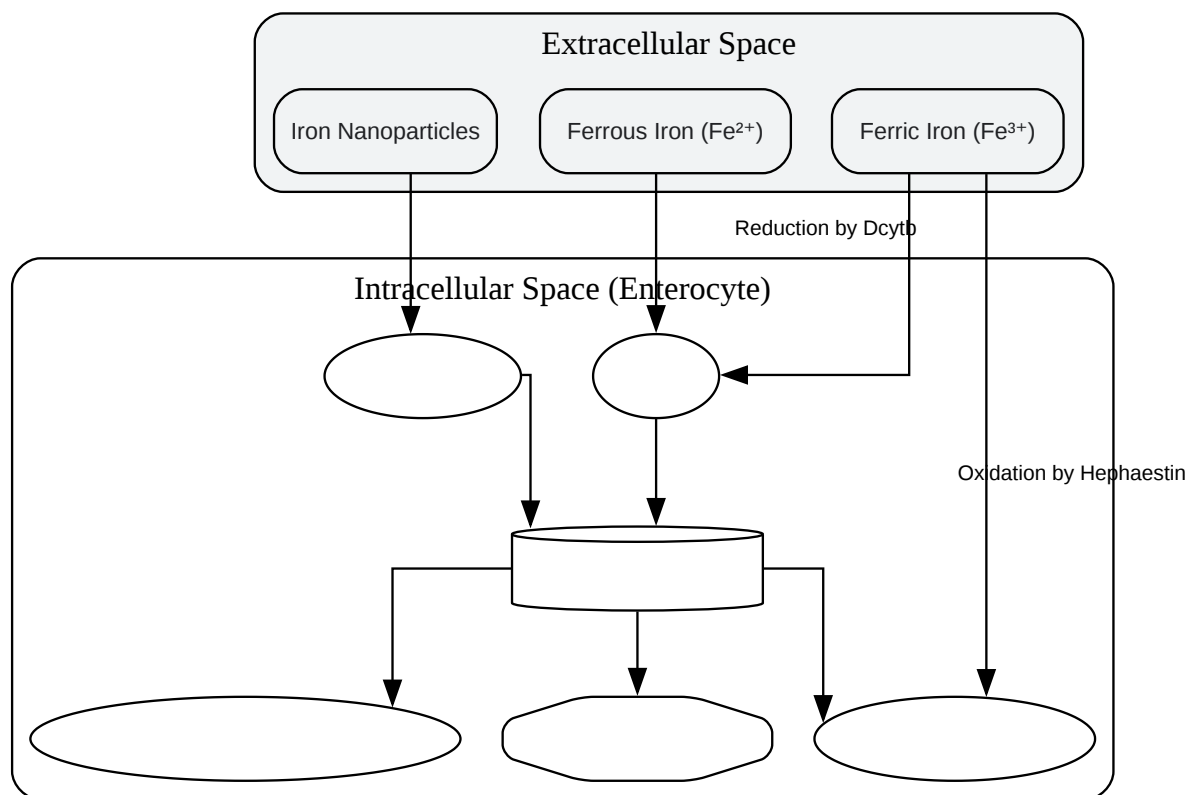 Extracellular Space
Iron Nanoparticles
Ferrous Iron (Fe²⁺)
Ferric Iron (Fe³⁺)
Reduction by Dcytb
Intracellular Space (Enterocyte)
Oxidation by Hephaestin